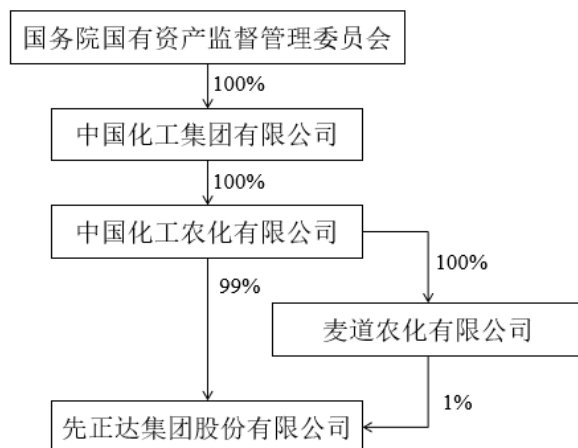 国务院国有资产监督管理委员会
100%
中国化工集团有限公司
100%
中国化工农化有限公司
100%
99%
麦道农化有限公司
1%
先正达集团股份有限公司